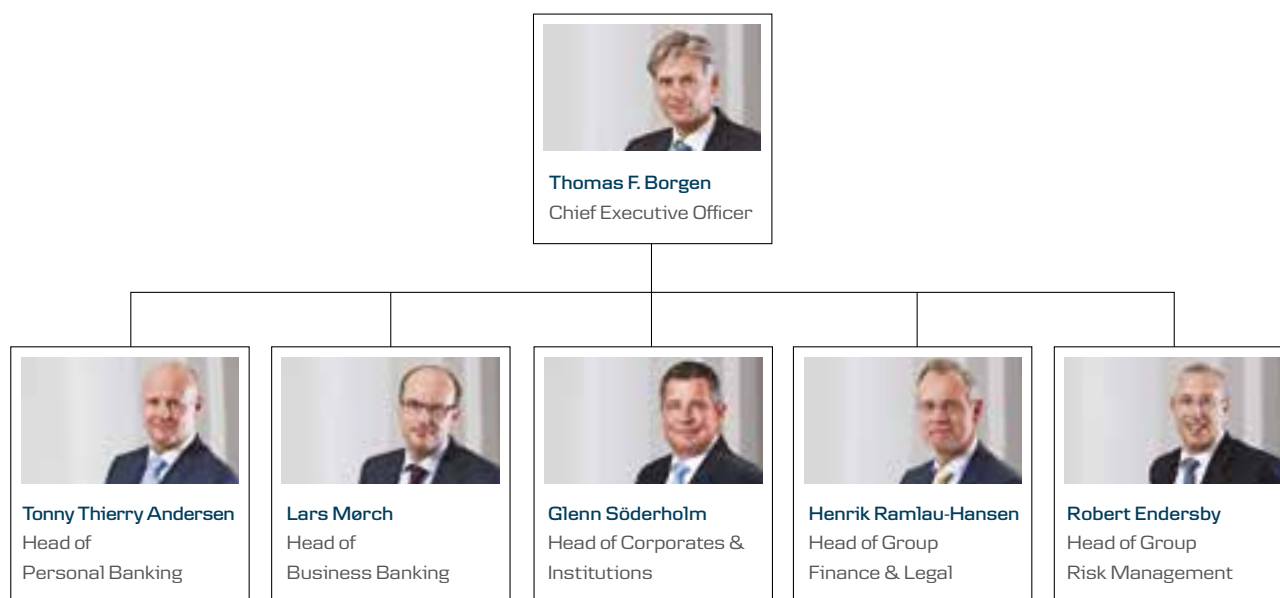 Thomas F. Borgen
Chief Executive Officer
Tonny Thierry Andersen
Head of
Personal Banking
Lars Mørch
Head of
Business Banking
Glenn Söderholm
Head of Corporates &
Institutions
Henrik Ramlau-Hansen
Head of Group
Finance & Legal
Robert Endersby
Head of Group
Risk Management